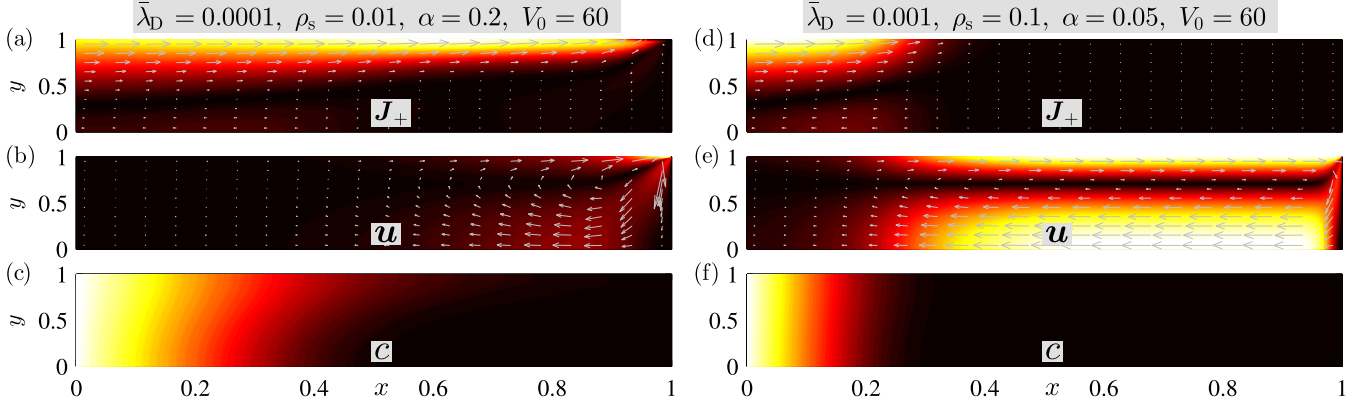 λ̄_D = 0.0001, ρ_s = 0.01, α = 0.2, V_0 = 60
(a)
1
0.5
0
y
J_+
(b)
1
0.5
0
y
u
(c)
1
0.5
0
y
c
0
0.2
0.4
x
0.6
0.8
1
λ̄_D = 0.001, ρ_s = 0.1, α = 0.05, V_0 = 60
(d)
1
0.5
0
y
J_+
(e)
1
0.5
0
y
u
(f)
1
0.5
0
y
c
0
0.2
0.4
x
0.6
0.8
1